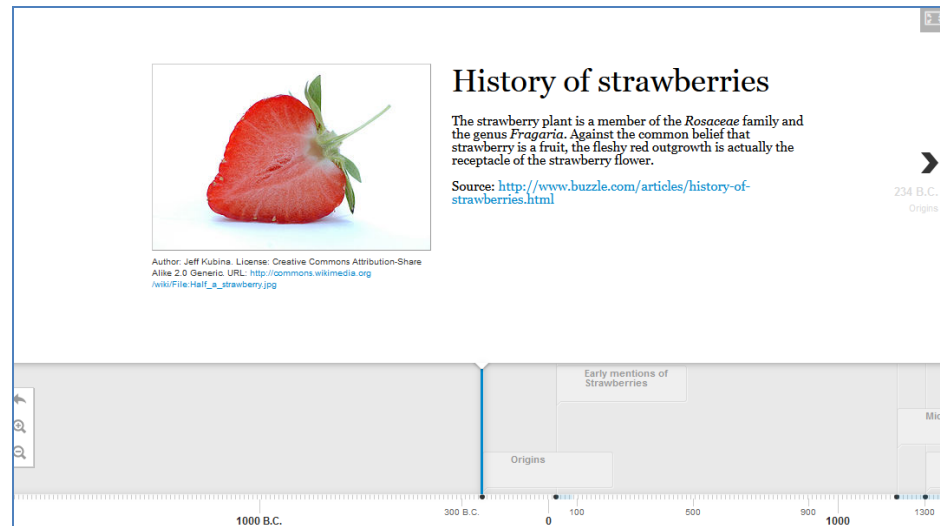 History of strawberries
The strawberry plant is a member of the Rosaceae family and
the genus Fragaria. Against the common belief that
strawberry is a fruit, the fleshy red outgrowth is actually the
receptacle of the strawberry flower.
Source: http://www.buzzle.com/articles/history-of-
strawberries.html
Author: Jeff Kubina. License: Creative Commons Attribution-Share
Alike 2.0 Generic. URL: http://commons.wikimedia.org
/wiki/File:Half_a_strawberry.jpg
234 B.C.
Origins
Early mentions of
Strawberries
Mid
Origins
1000 B.C.
300 B.C.
0
100
500
900
1000
1300